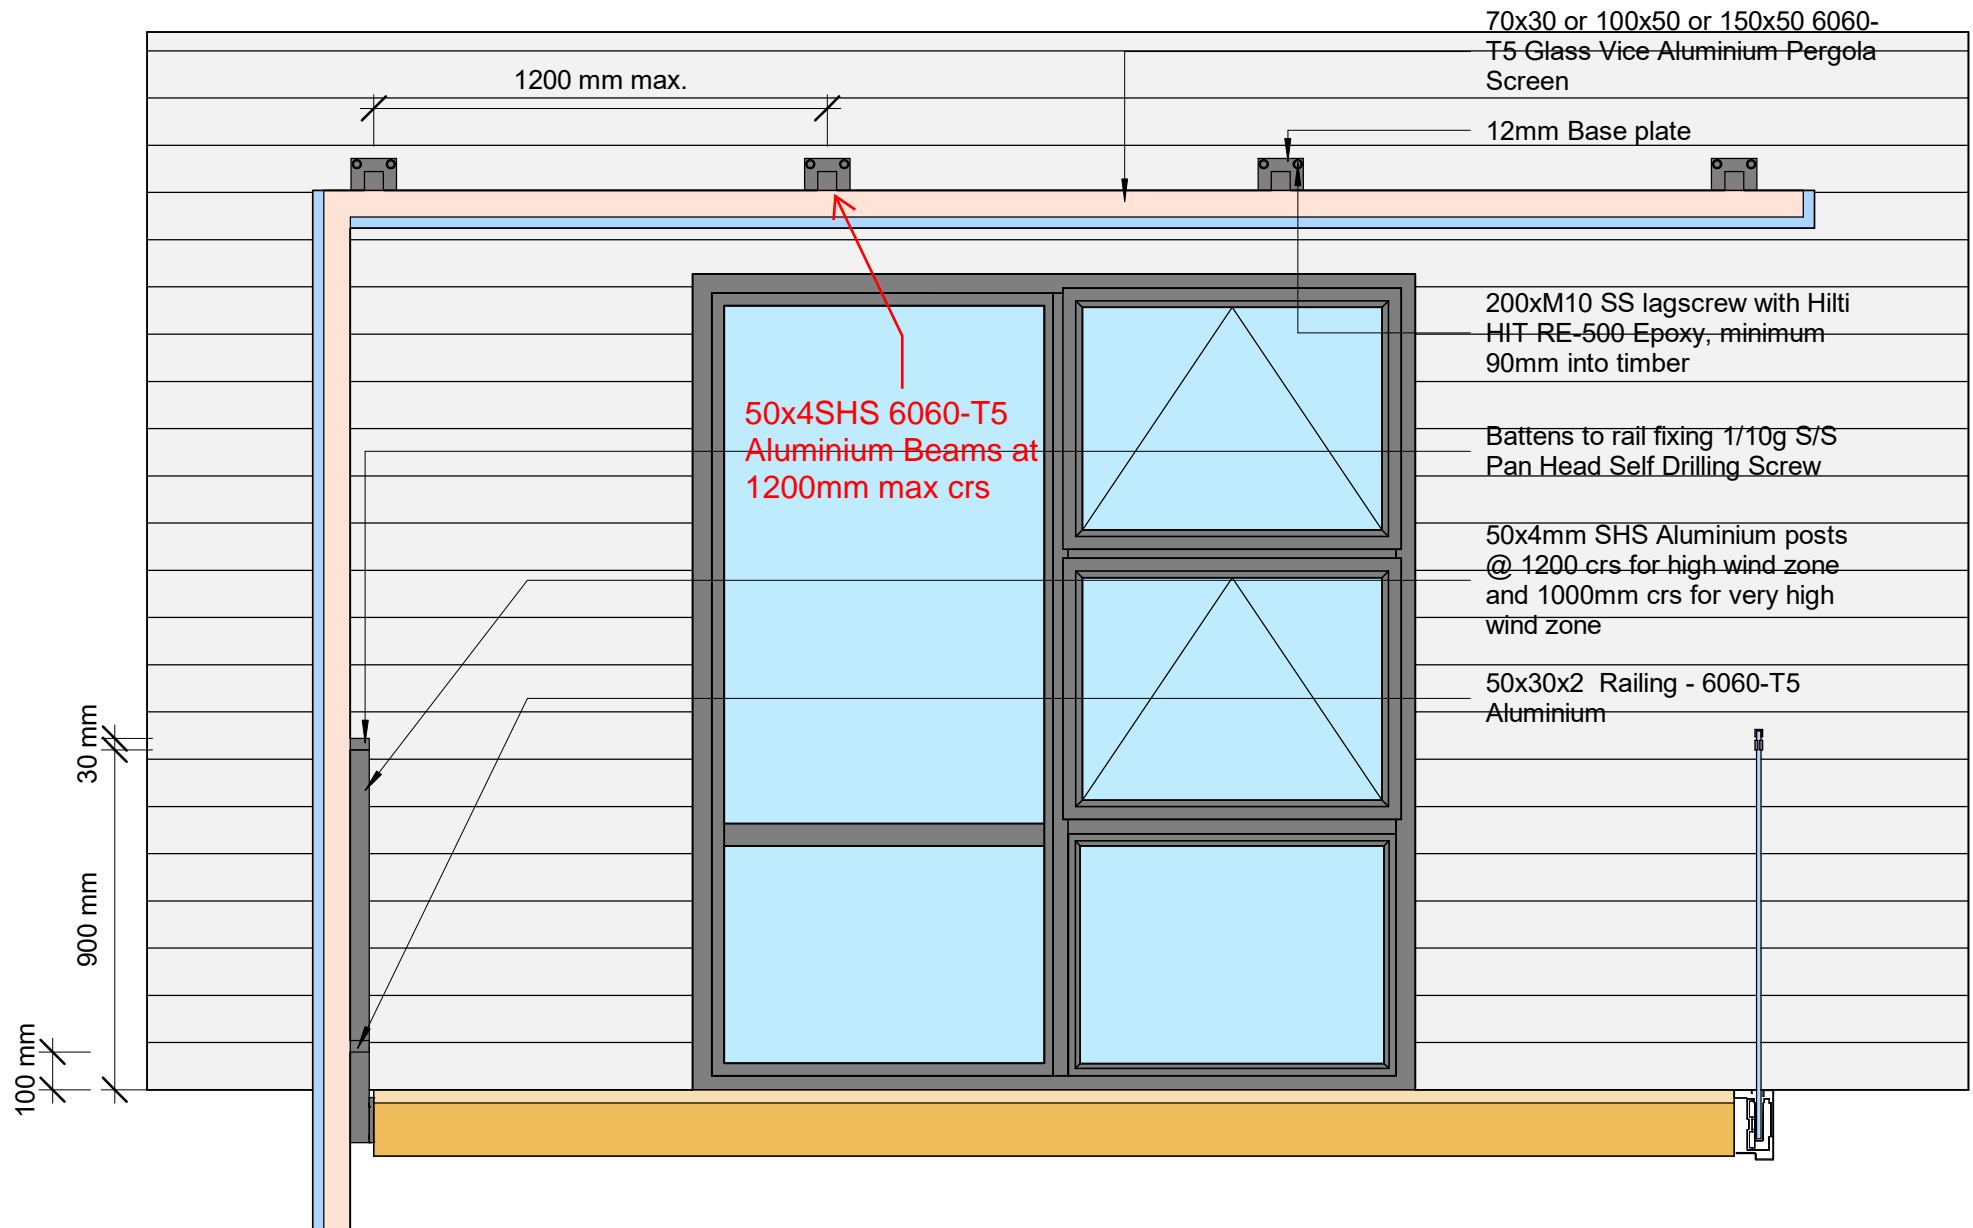 70x30 or 100x50 or 150x50 6060-
T5 Glass Vice Aluminium Pergola
Screen
1200 mm max.
12mm Base plate
200xM10 SS lagscrew with Hilti
HIT RE-500 Epoxy, minimum
90mm into timber
50x4SHS 6060-T5
Aluminium Beams at
1200mm max crs
Battens to rail fixing 1/10g S/S
Pan Head Self Drilling Screw
50x4mm SHS Aluminium posts
@ 1200 crs for high wind zone
and 1000mm crs for very high
wind zone
50x30x2  Railing - 6060-T5
Aluminium
30 mm
900 mm
100 mm